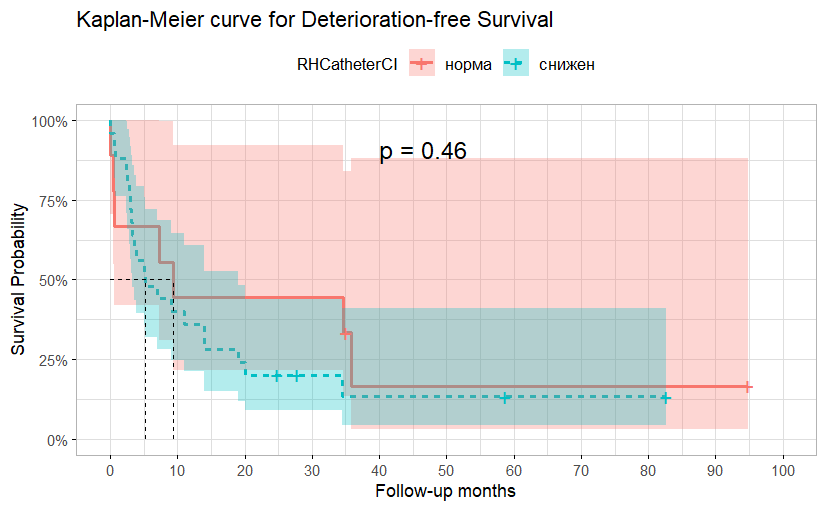 Kaplan-Meier curve for Deterioration-free Survival
RHCatheterCI норма снижен
p = 0.46
Survival Probability
100%
75%
50%
25%
0%
0 10 20 30 40 50 60 70 80 90 100
Follow-up months